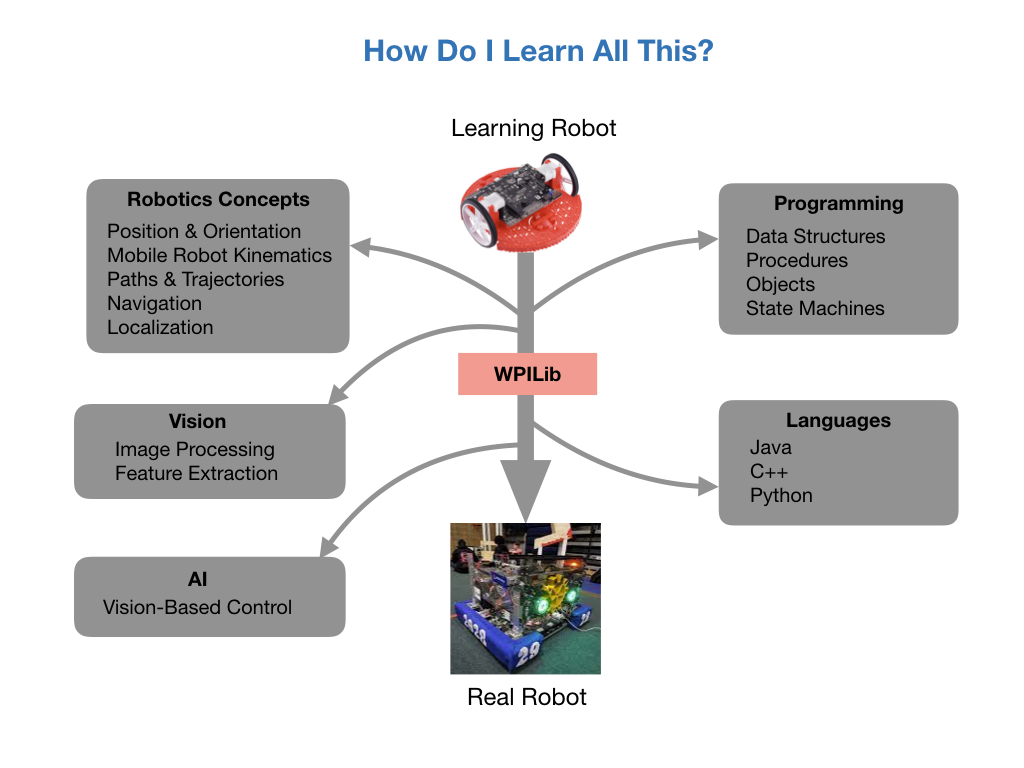 How Do I Learn All This?
Learning Robot
Robotics Concepts
Position & Orientation
Mobile Robot Kinematics
Paths & Trajectories
Navigation
Localization
Programming
Data Structures
Procedures
Objects
State Machines
WPILib
Vision
Image Processing
Feature Extraction
Languages
Java
C++
Python
AI
Vision-Based Control
2928
29
Real Robot